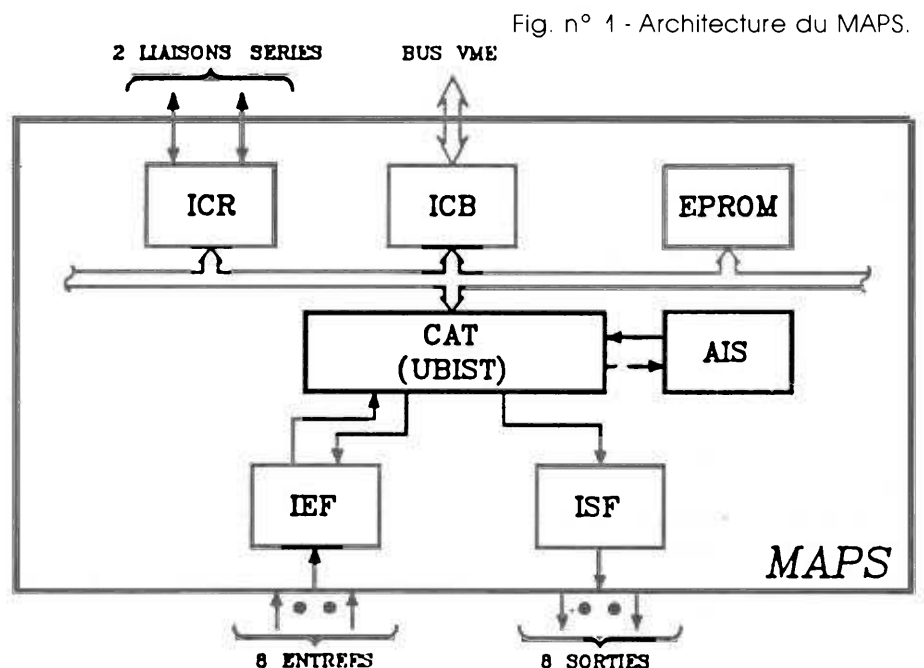 Fig. n° 1 - Architecture du MAPS.
2 LIAISONS SERIES
BUS VME
ICR
ICB
EPROM
CAT
(UBIST)
AIS
IEF
ISF
MAPS
8 ENTREES
8 SORTIES